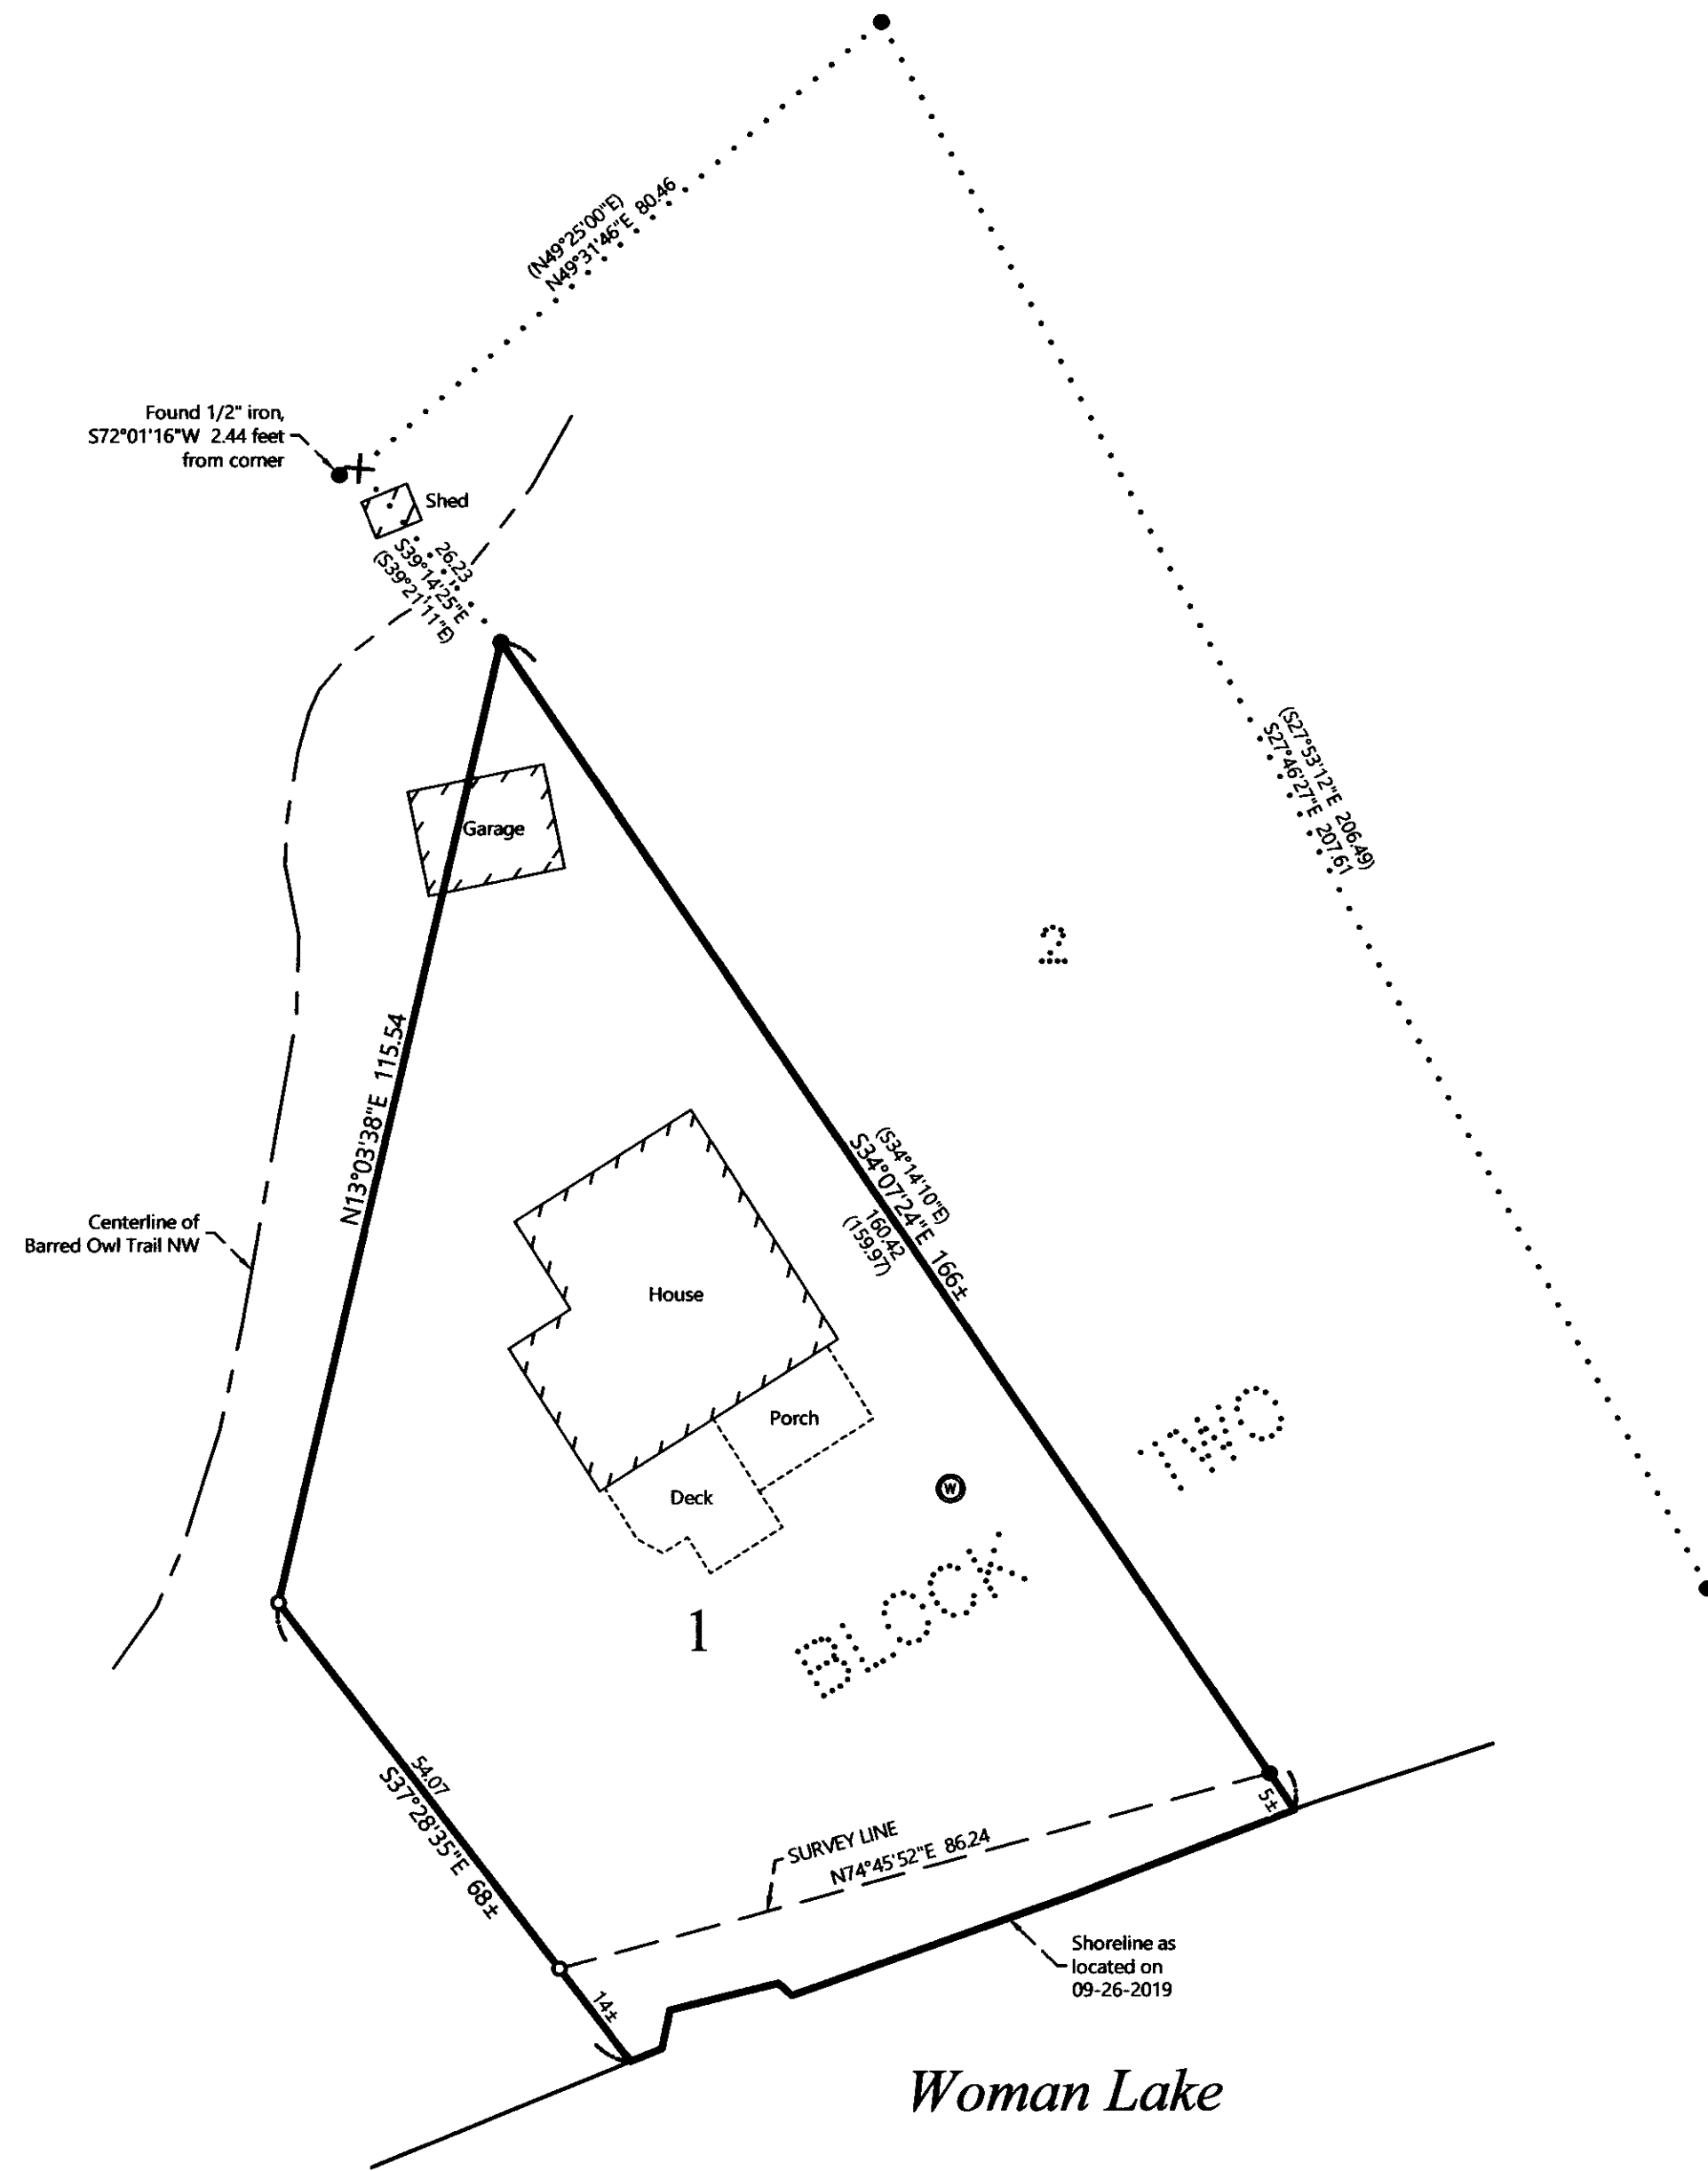 (N49°25'00"E)
N49°31'46"E 80.46
Found 1/2" iron,
S72°01'16"W 2.44 feet
from corner
Shed
26.23
S39°14'25"E
(S39°21'11"E)
(S27°53'12"E 206.49)
S27°46'27"E 207.61
Garage
2
N13°03'38"E 115.54
(S34°14'10"E)
S34°07'24"E 166±
160.42
(159.97)
Centerline of
Barred Owl Trail NW
House
Porch
Deck
W
TWO
BLOCK
1
54.07
S37°28'35"E 68±
5±
SURVEY LINE
N74°45'52"E 86.24
14±
Shoreline as
located on
09-26-2019
Woman Lake